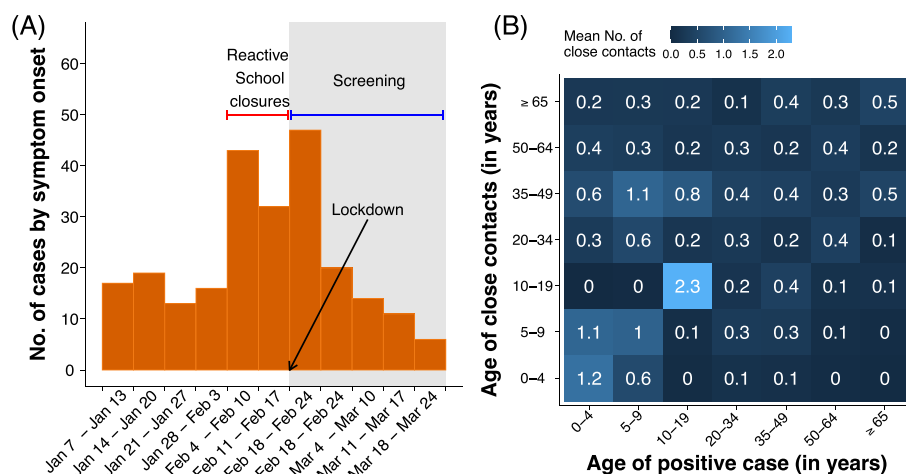 (A)
No. of cases by symptom onset
60
50
40
30
20
10
0
Reactive
School
closures
Screening
Lockdown
Jan 7 – Jan 13
Jan 14 – Jan 20
Jan 21 – Jan 27
Jan 28 – Feb 3
Feb 4 – Feb 10
Feb 11 – Feb 17
Feb 18 – Feb 24
Feb 18 – Feb 24
Mar 4 – Mar 10
Mar 11 – Mar 17
Mar 18 – Mar 24
(B)
Mean No. of
close contacts
0.0 0.5 1.0 1.5 2.0
Age of close contacts (in years)
≥ 65 0.2 0.3 0.2 0.1 0.4 0.3 0.5
50–64 0.4 0.3 0.2 0.3 0.2 0.4 0.2
35–49 0.6 1.1 0.8 0.4 0.4 0.3 0.5
20–34 0.3 0.6 0.2 0.3 0.2 0.4 0.1
10–19 0 0 2.3 0.2 0.4 0.1 0.1
5–9 1.1 1 0.1 0.3 0.3 0.1 0
0–4 1.2 0.6 0 0.1 0.1 0 0
0–4 5–9 10–19 20–34 35–49 50–64 ≥ 65
Age of positive case (in years)